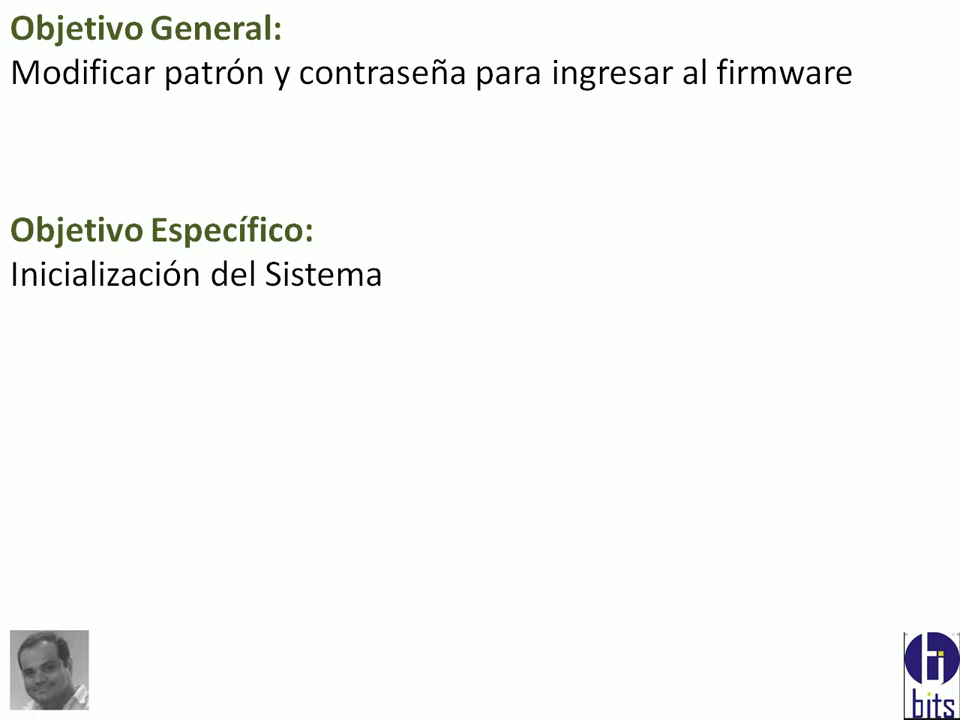 Objetivo General:
Modificar patrón y contraseña para ingresar al firmware
Objetivo Específico:
Inicialización del Sistema
bits